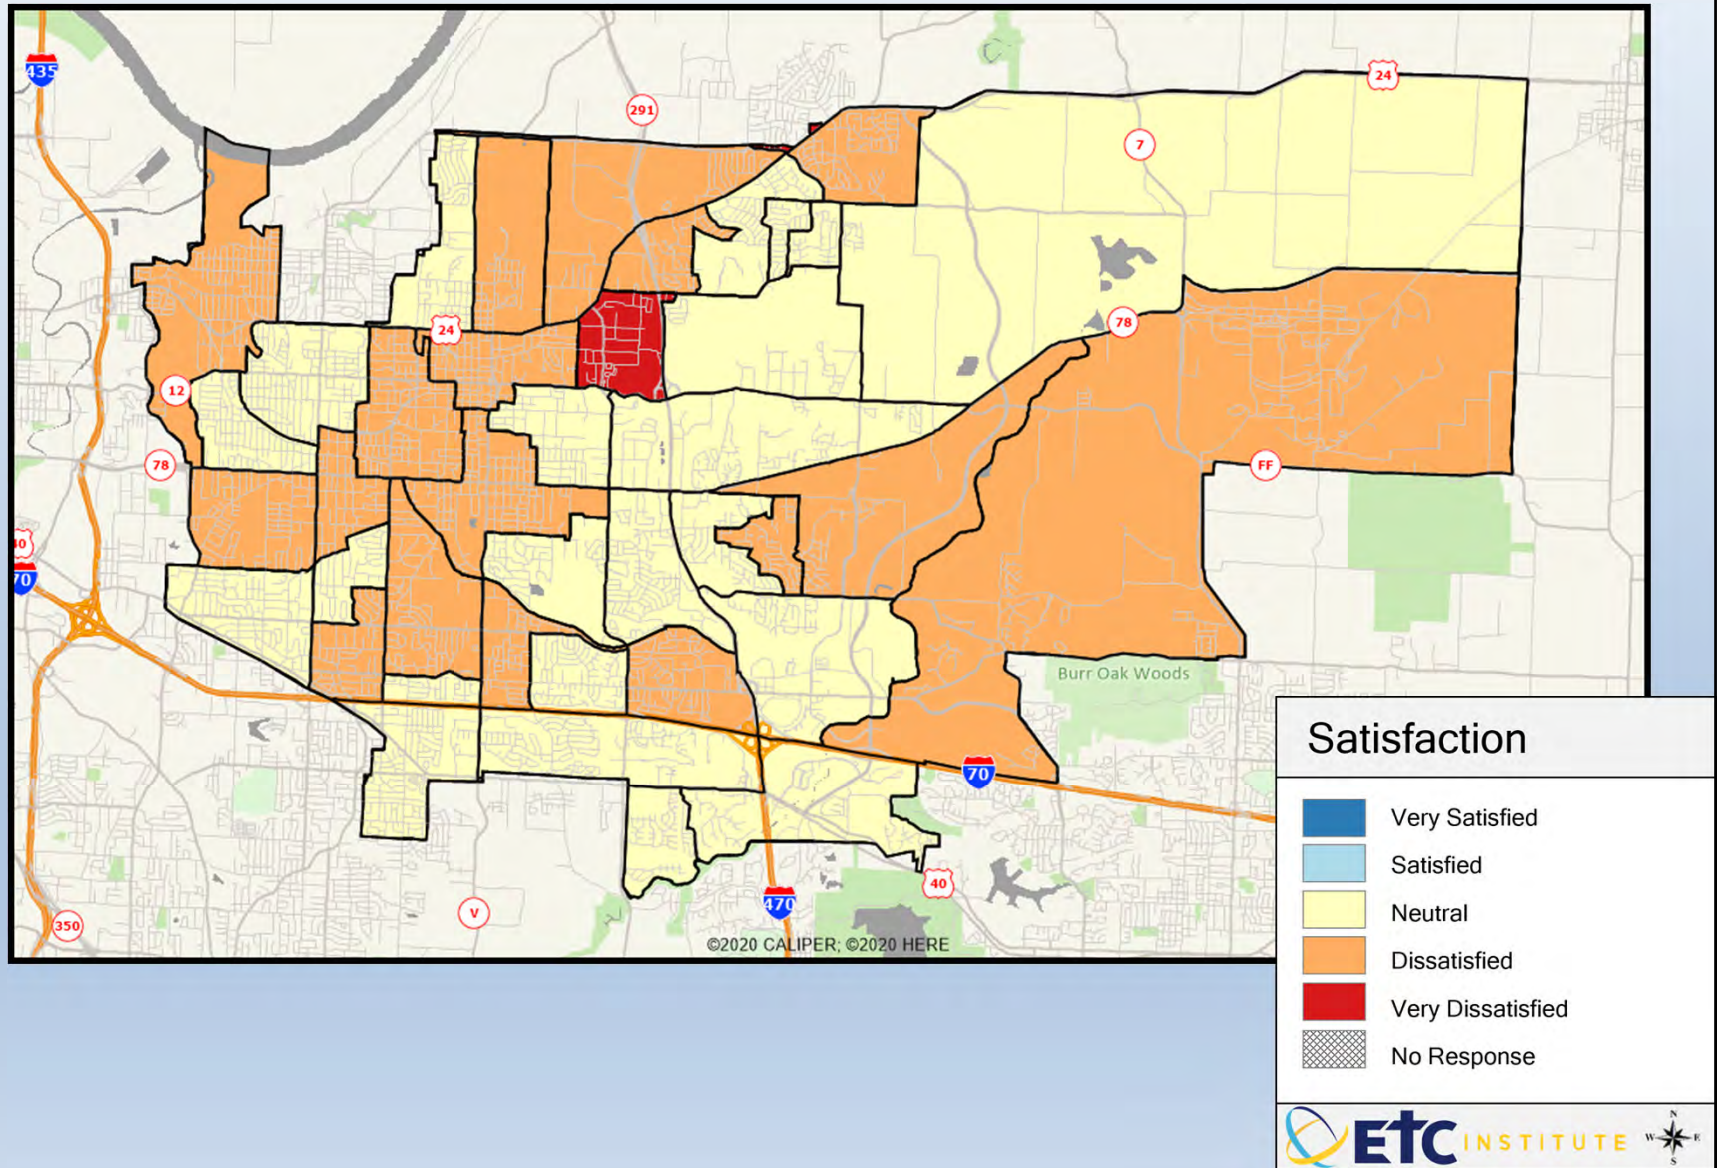 435
291
24
7
24
78
12
78
FF
40
70
Burr Oak Woods
70
40
470
V
350
©2020 CALIPER; ©2020 HERE
Satisfaction
Very Satisfied
Satisfied
Neutral
Dissatisfied
Very Dissatisfied
No Response
ETC INSTITUTE
N
W E
S